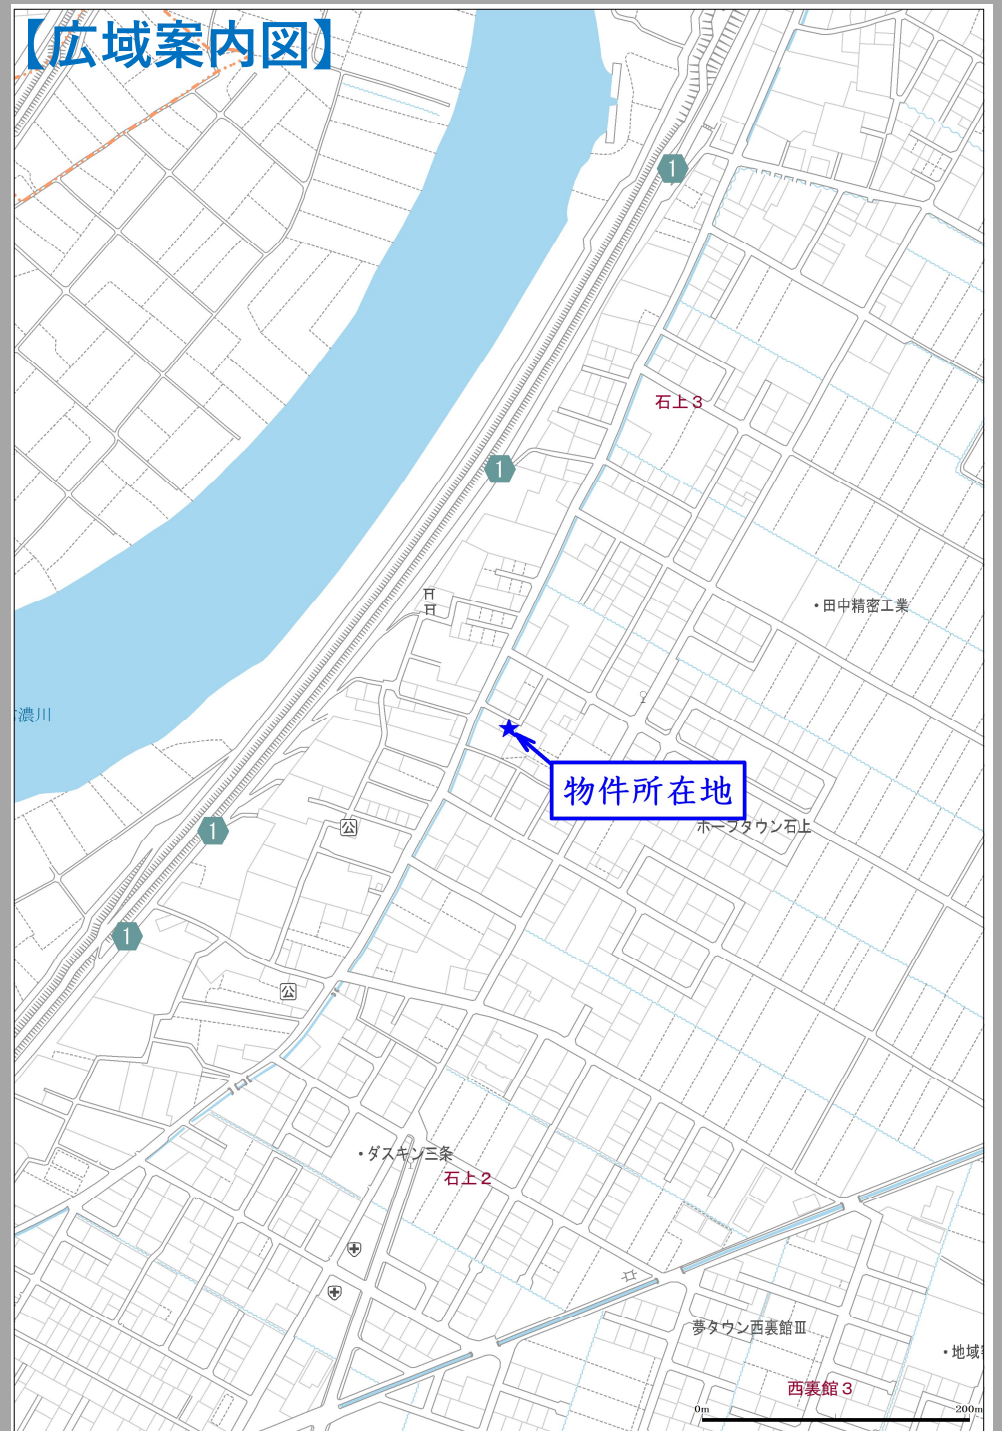 【広域案内図】
1
石上3
1
・田中精密工業
濃川
物件所在地
ホープタウン石上
公
1
1
公
・ダスキン三条
石上2
夢タウン西裏館Ⅲ
・地域
西裏館3
0m
200m